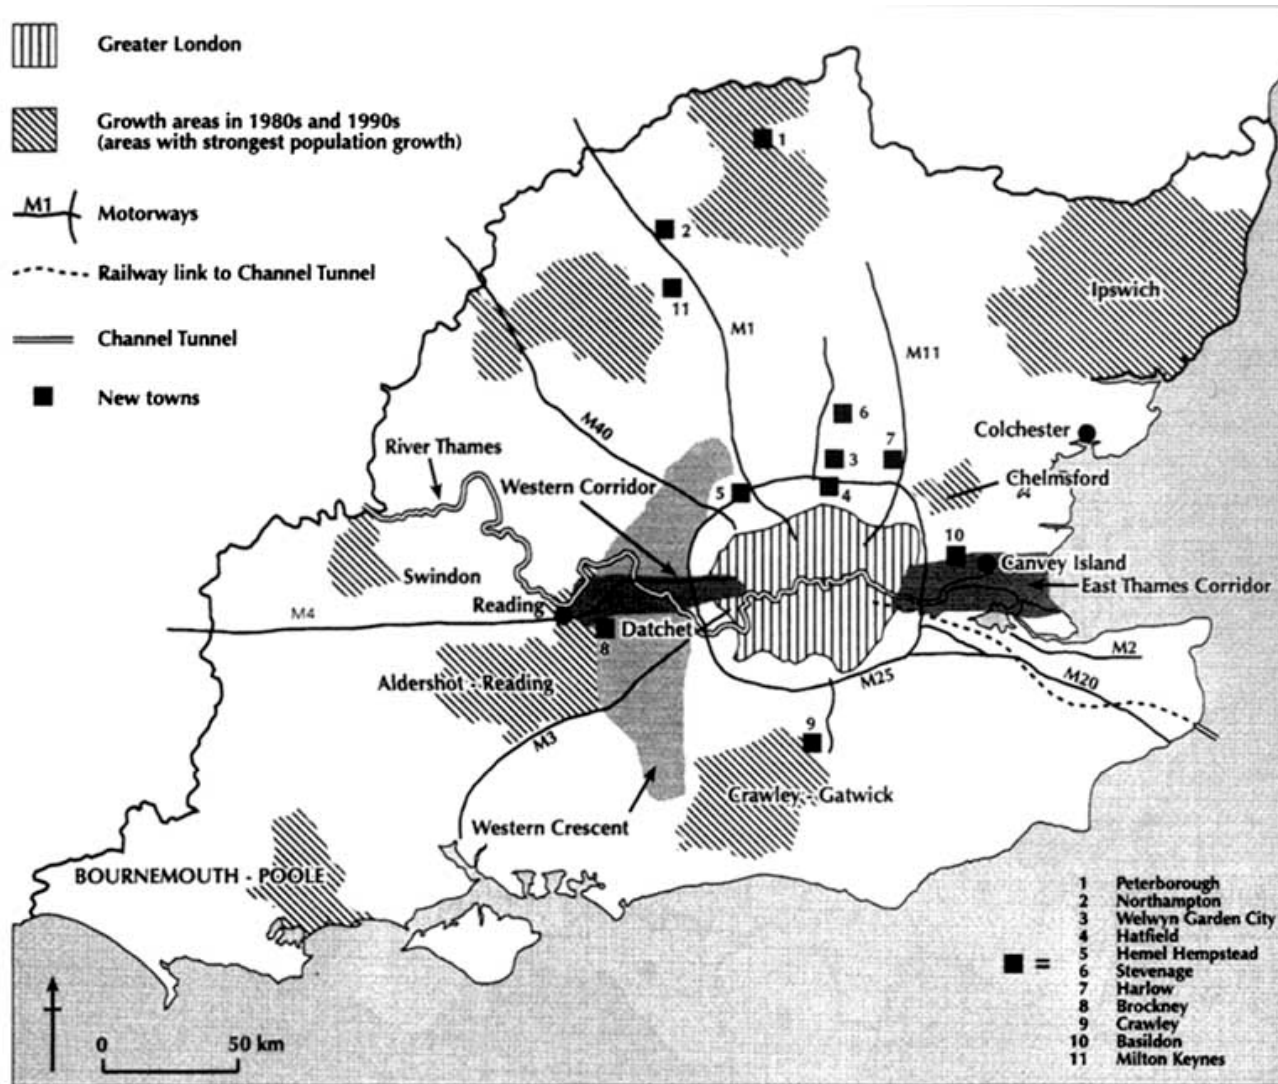 Greater London
Growth areas in 1980s and 1990s
(areas with strongest population growth)
M1
Motorways
Railway link to Channel Tunnel
Channel Tunnel
New towns
1
2
11
M1
M11
Ipswich
M40
6
3
7
4
5
Colchester
Chelmsford
River Thames
Western Corridor
10
Canvey Island
East Thames Corridor
Swindon
Reading
M4
Datchet
8
M2
M20
M25
Aldershot - Reading
M3
9
Crawley - Gatwick
Western Crescent
BOURNEMOUTH - POOLE
0 50 km
=
1 Peterborough
2 Northampton
3 Welwyn Garden City
4 Hatfield
5 Hemel Hempstead
6 Stevenage
7 Harlow
8 Brockney
9 Crawley
10 Basildon
11 Milton Keynes